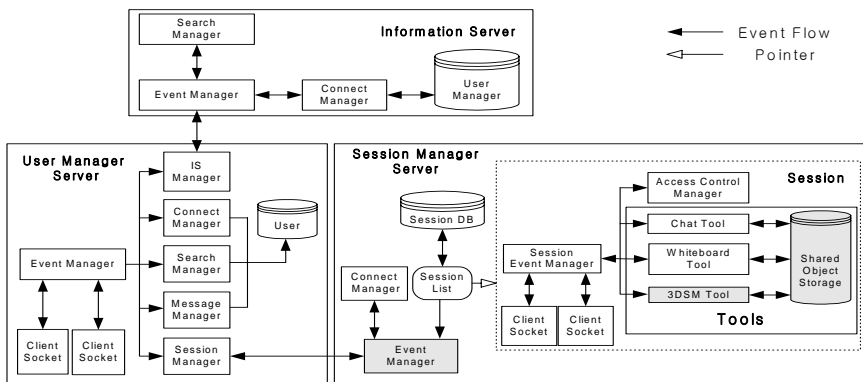 Search
Manager
Information Server
Event Manager
Connect
Manager
User
Manager
Event Flow
Pointer
User Manager
Server
IS
Manager
Connect
Manager
User
Event Manager
Search
Manager
Message
Manager
Client
Socket
Client
Socket
Session
Manager
Session Manager
Server
Session DB
Connect
Manager
Session
List
Event
Manager
Session
Access Control
Manager
Session
Event Manager
Chat Tool
Whiteboard
Tool
3DSM Tool
Shared
Object
Storage
Client
Socket
Client
Socket
Tools